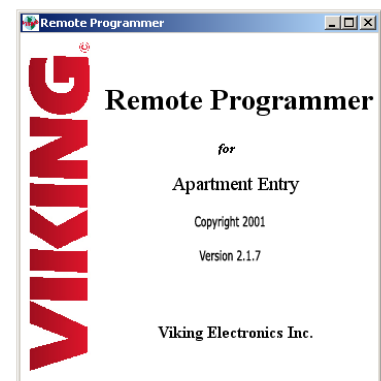 Remote Programmer
VIKING®
Remote Programmer
for
Apartment Entry
Copyright 2001
Version 2.1.7
Viking Electronics Inc.